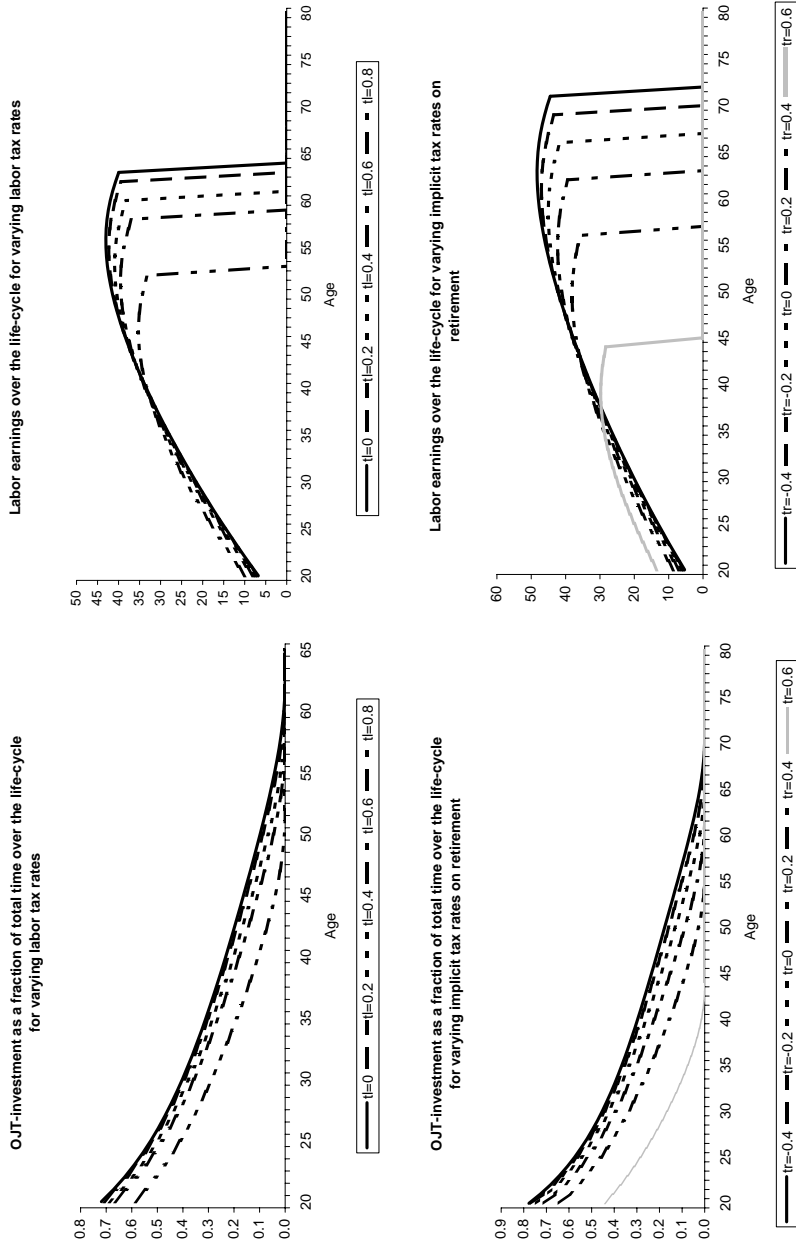 OJT-investment as a fraction of total time over the life-cycle
for varying labor tax rates
0.8
0.7
0.6
0.5
0.4
0.3
0.2
0.1
0.0
20 25 30 35 40 45 50 55 60 65
Age
tl=0 tl=0.2 tl=0.4 tl=0.6 tl=0.8
Labor earnings over the life-cycle for varying labor tax rates
50
45
40
35
30
25
20
15
10
5
0
20 25 30 35 40 45 50 55 60 65 70 75 80
Age
tl=0 tl=0.2 tl=0.4 tl=0.6 tl=0.8
OJT-investment as a fraction of total time over the life-cycle
for varying implicit tax rates on retirement
0.9
0.8
0.7
0.6
0.5
0.4
0.3
0.2
0.1
0.0
20 25 30 35 40 45 50 55 60 65 70 75 80
Age
tr=-0.4 tr=-0.2 tr=0 tr=0.2 tr=0.4 tr=0.6
Labor earnings over the life-cycle for varying implicit tax rates on
retirement
60
50
40
30
20
10
0
20 25 30 35 40 45 50 55 60 65 70 75 80
Age
tr=-0.4 tr=-0.2 tr=0 tr=0.2 tr=0.4 tr=0.6